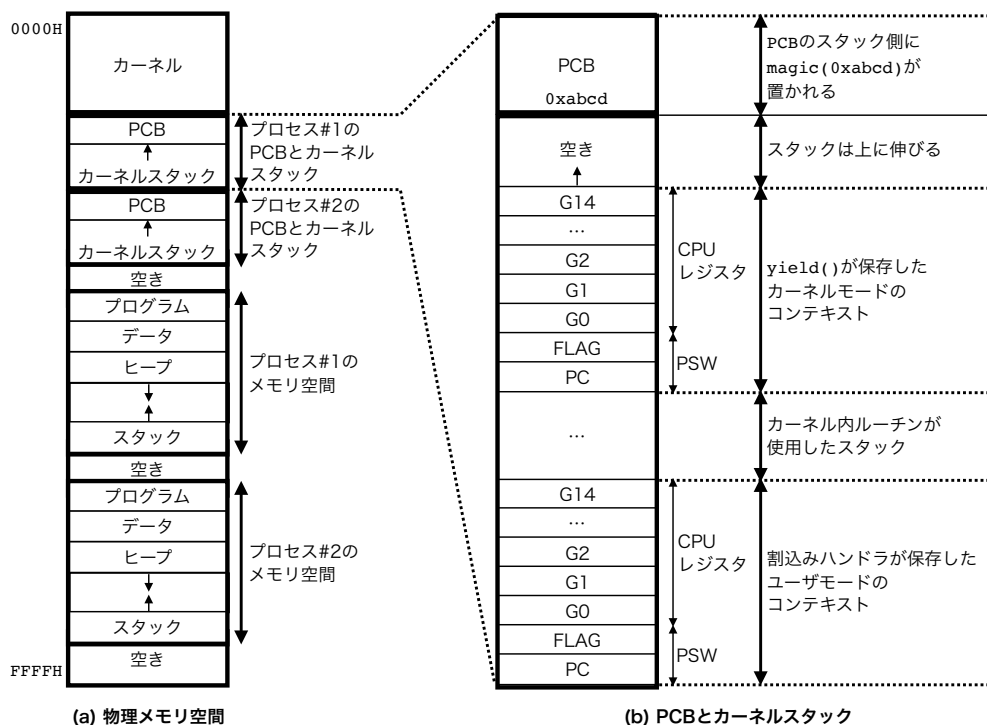 0000H
カーネル
PCB
カーネルスタック
PCB
カーネルスタック
空き
プログラム
データ
ヒープ
スタック
空き
プログラム
データ
ヒープ
スタック
空き
FFFFH
プロセス#1の
PCBとカーネル
スタック
プロセス#2の
PCBとカーネル
スタック
プロセス#1の
メモリ空間
プロセス#2の
メモリ空間
(a) 物理メモリ空間
PCB
0xabcd
空き
G14
…
G2
G1
G0
FLAG
PC
…
G14
…
G2
G1
G0
FLAG
PC
CPU
レジスタ
PSW
CPU
レジスタ
PSW
PCBのスタック側に
magic(0xabcd)が
置かれる
スタックは上に伸びる
yield()が保存した
カーネルモードの
コンテキスト
カーネル内ルーチンが
使用したスタック
割込みハンドラが保存した
ユーザモードの
コンテキスト
(b) PCBとカーネルスタック